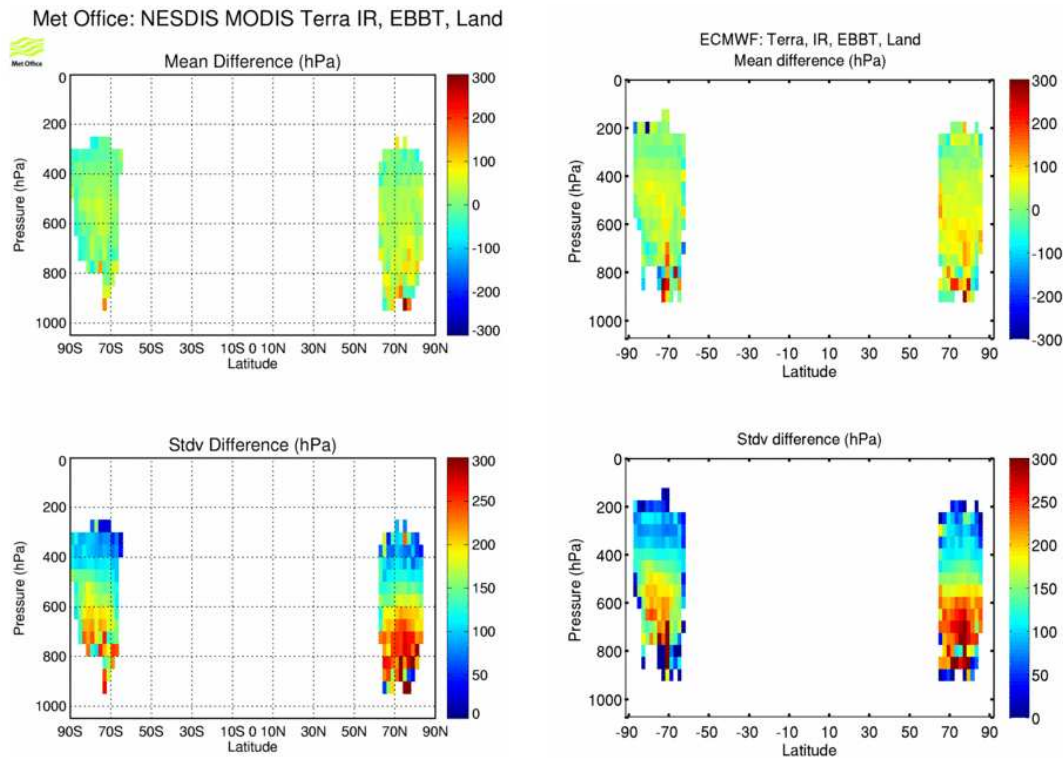 Met Office: NESDIS MODIS Terra IR, EBBT, Land
Met Office
Mean Difference (hPa)
Pressure (hPa)
0
200
400
600
800
1000
90S 70S 50S 30S 10S 0 10N 30N 50N 70N 90N
Latitude
300
200
100
0
-100
-200
-300
ECMWF: Terra, IR, EBBT, Land
Mean difference (hPa)
Pressure (hPa)
0
200
400
600
800
1000
-90 -70 -50 -30 -10 10 30 50 70 90
Latitude
300
200
100
0
-100
-200
-300
Stdv Difference (hPa)
Pressure (hPa)
0
200
400
600
800
1000
90S 70S 50S 30S 10S 0 10N 30N 50N 70N 90N
Latitude
300
250
200
150
100
50
0
Stdv difference (hPa)
Pressure (hPa)
0
200
400
600
800
1000
-90 -70 -50 -30 -10 10 30 50 70 90
Latitude
300
250
200
150
100
50
0